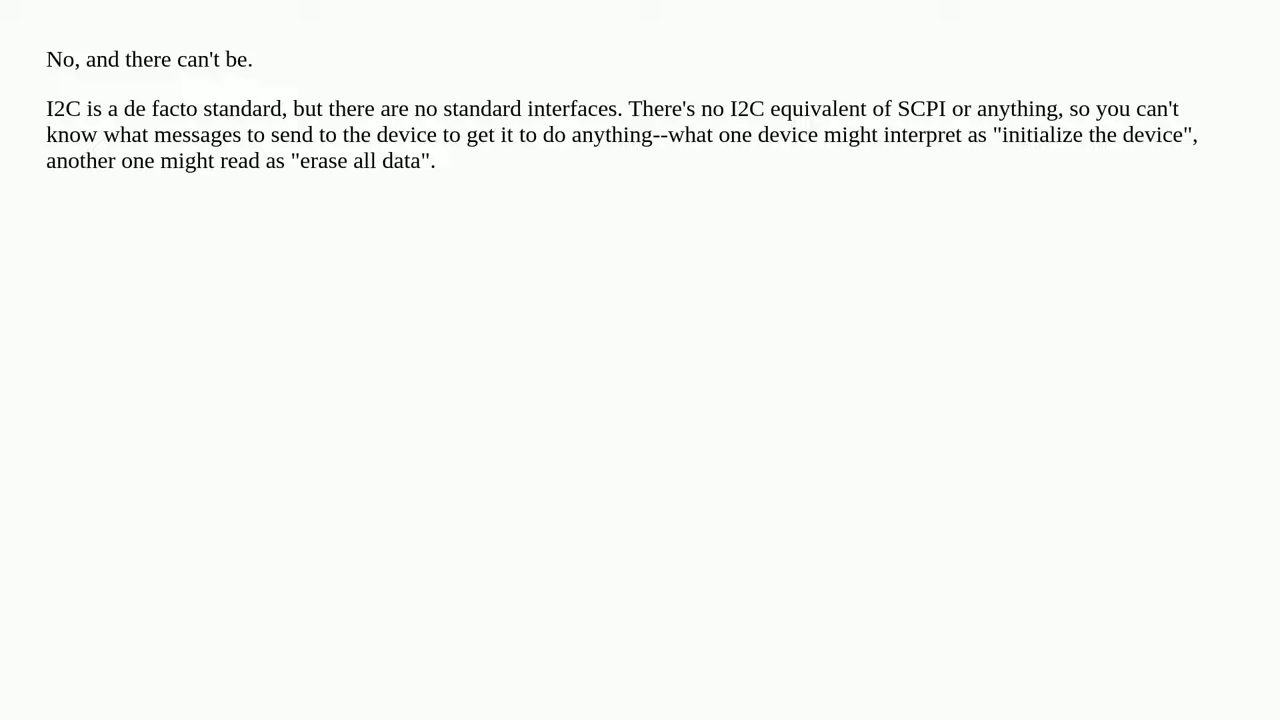 No, and there can't be.
I2C is a de facto standard, but there are no standard interfaces. There's no I2C equivalent of SCPI or anything, so you can't
know what messages to send to the device to get it to do anything--what one device might interpret as "initialize the device",
another one might read as "erase all data".